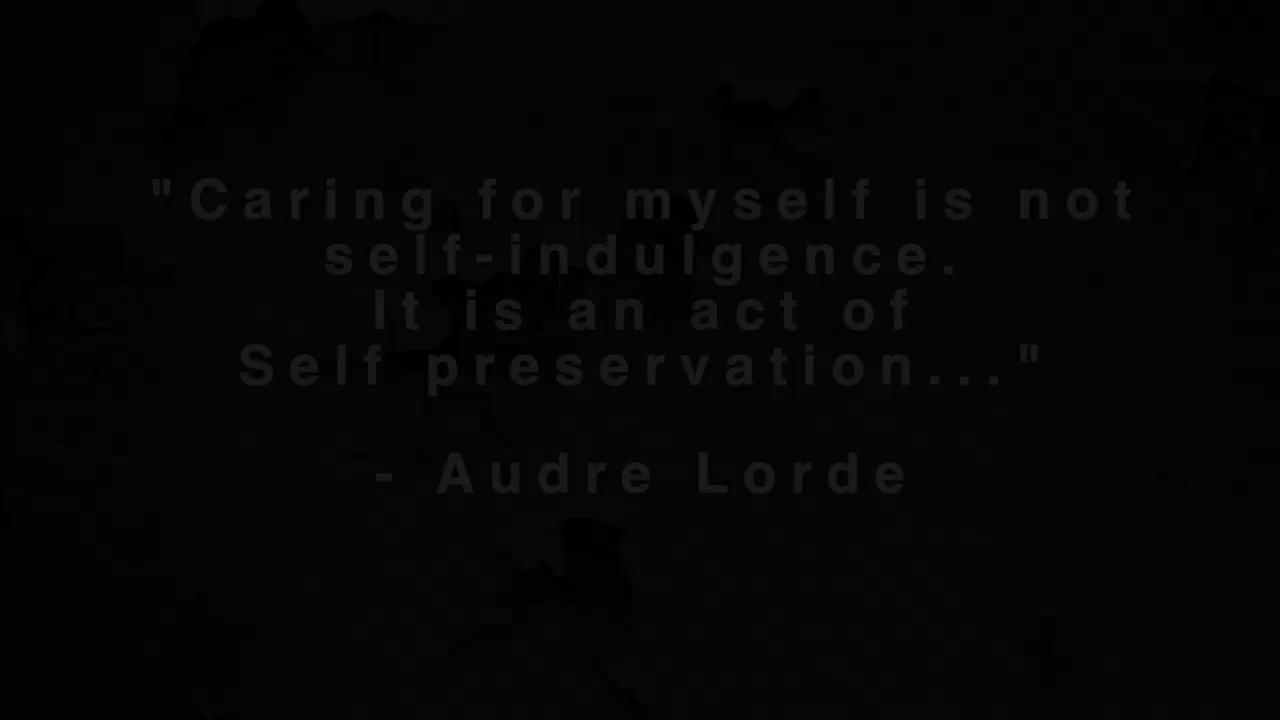 "Caring for myself is not
self-indulgence.
It is an act of
Self preservation..."
- Audre Lorde